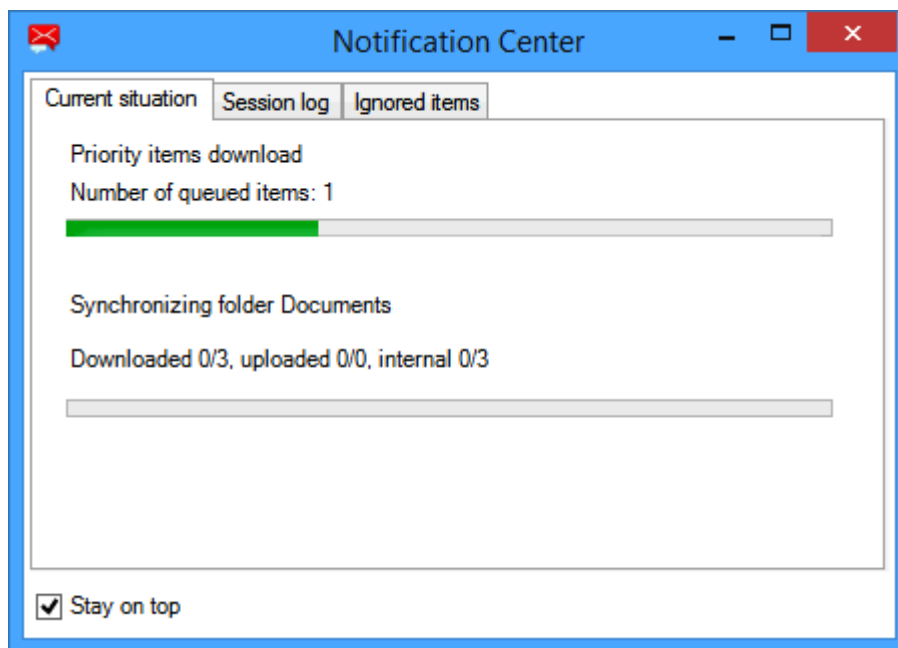 Notification Center
Current situation Session log Ignored items
Priority items download
Number of queued items: 1
Synchronizing folder Documents
Downloaded 0/3, uploaded 0/0, internal 0/3
Stay on top